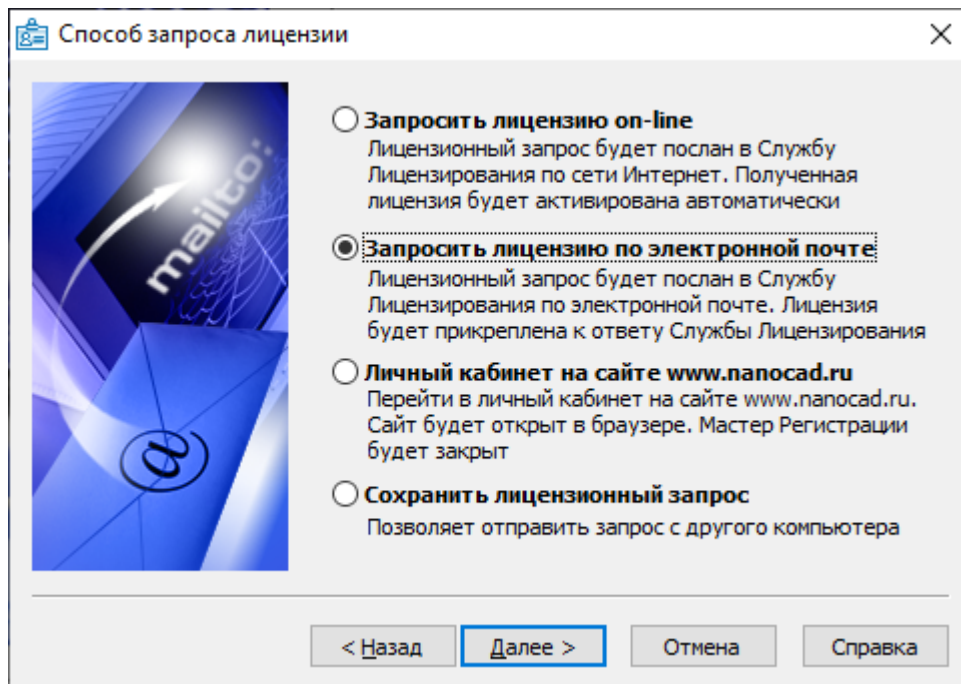 Способ запроса лицензии
mailto:
@
Запросить лицензию on-line
Лицензионный запрос будет послан в Службу
Лицензирования по сети Интернет. Полученная
лицензия будет активирована автоматически
Запросить лицензию по электронной почте
Лицензионный запрос будет послан в Службу
Лицензирования по электронной почте. Лицензия
будет прикреплена к ответу Службы Лицензирования
Личный кабинет на сайте www.nanocad.ru
Перейти в личный кабинет на сайте www.nanocad.ru.
Сайт будет открыт в браузере. Мастер Регистрации
будет закрыт
Сохранить лицензионный запрос
Позволяет отправить запрос с другого компьютера
< Назад Далее > Отмена Справка